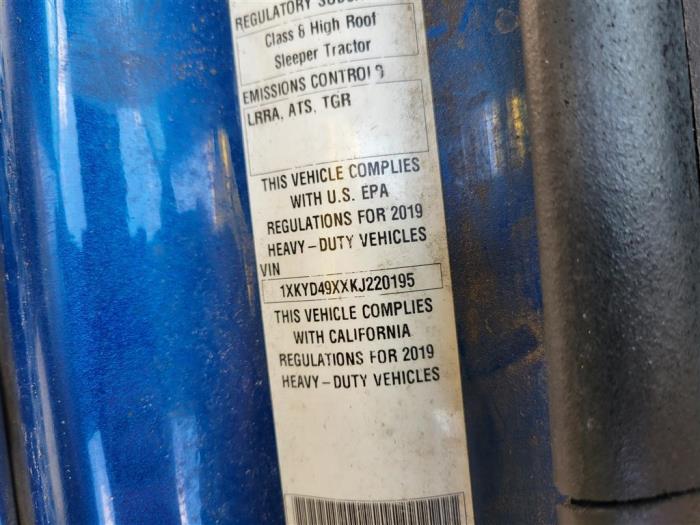 REGULATORY
Class 8 High Roof
Sleeper Tractor
EMISSIONS CONTROLS
LRRA, ATS, TGR
THIS VEHICLE COMPLIES
WITH U.S. EPA
REGULATIONS FOR 2019
HEAVY-DUTY VEHICLES
VIN
1XKYD49XXKJ220195
THIS VEHICLE COMPLIES
WITH CALIFORNIA
REGULATIONS FOR 2019
HEAVY-DUTY VEHICLES